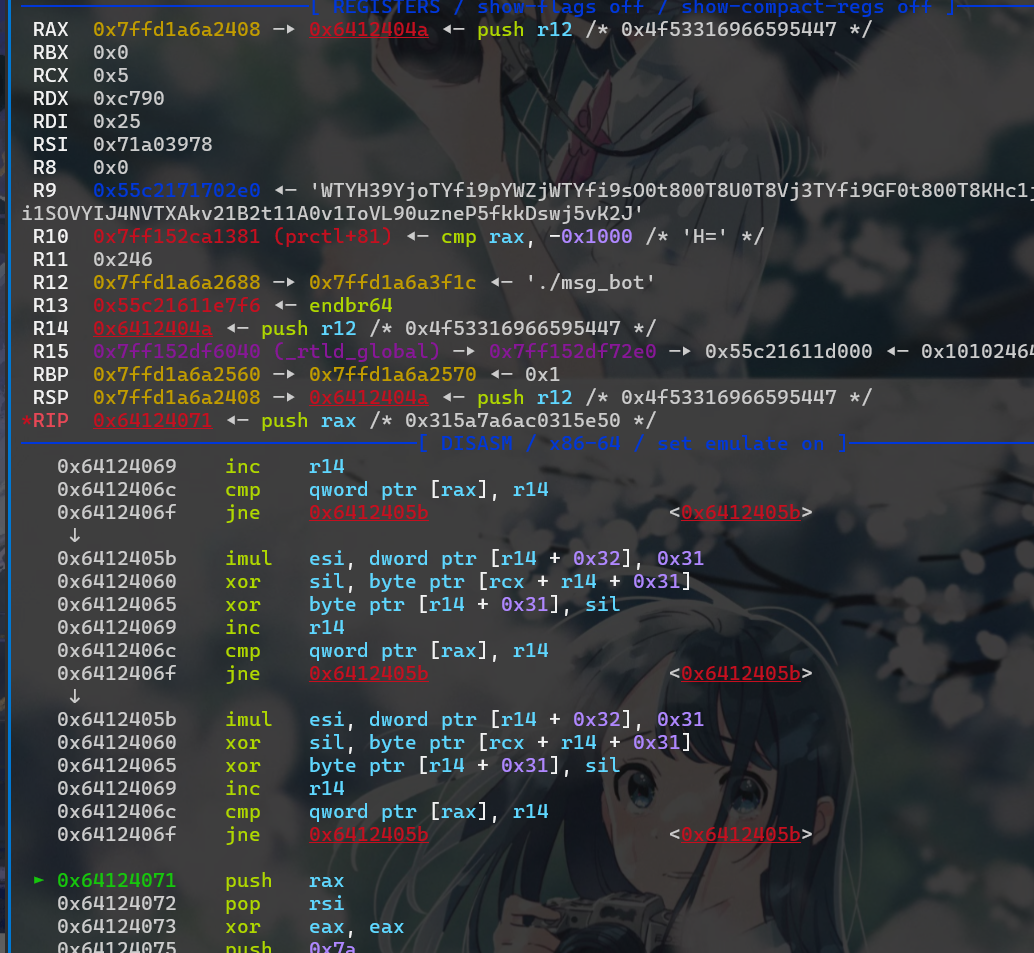 [ REGISTERS / show-flags off / show-compact-regs off ]
RAX  0x7ffd1a6a2408 —▸ 0x6412404a ◂— push r12 /* 0x4f53316966595447 */
RBX  0x0
RCX  0x5
RDX  0xc790
RDI  0x25
RSI  0x71a03978
R8   0x0
R9   0x55c2171702e0 ◂— 'WTYH39YjoTYfi9pYWZjWTYfi9sO0t800T8U0T8Vj3TYfi9GF0t800T8KHc1j
i1SOVYIJ4NVTXAkv21B2t11A0v1IoVL90uzneP5fkkDswj5vK2J'
R10  0x7ff152ca1381 (prctl+81) ◂— cmp rax, -0x1000 /* 'H=' */
R11  0x246
R12  0x7ffd1a6a2688 —▸ 0x7ffd1a6a3f1c ◂— './msg_bot'
R13  0x55c21611e7f6 ◂— endbr64
R14  0x6412404a ◂— push r12 /* 0x4f53316966595447 */
R15  0x7ff152df6040 (_rtld_global) —▸ 0x7ff152df72e0 —▸ 0x55c21611d000 ◂— 0x10102464
RBP  0x7ffd1a6a2560 —▸ 0x7ffd1a6a2570 ◂— 0x1
RSP  0x7ffd1a6a2408 —▸ 0x6412404a ◂— push r12 /* 0x4f53316966595447 */
*RIP  0x64124071 ◂— push rax /* 0x315a7a6ac0315e50 */
[ DISASM / x86-64 / set emulate on ]
0x64124069    inc    r14
0x6412406c    cmp    qword ptr [rax], r14
0x6412406f    jne    0x6412405b    <0x6412405b>
↓
0x6412405b    imul   esi, dword ptr [r14 + 0x32], 0x31
0x64124060    xor    sil, byte ptr [rcx + r14 + 0x31]
0x64124065    xor    byte ptr [r14 + 0x31], sil
0x64124069    inc    r14
0x6412406c    cmp    qword ptr [rax], r14
0x6412406f    jne    0x6412405b    <0x6412405b>
↓
0x6412405b    imul   esi, dword ptr [r14 + 0x32], 0x31
0x64124060    xor    sil, byte ptr [rcx + r14 + 0x31]
0x64124065    xor    byte ptr [r14 + 0x31], sil
0x64124069    inc    r14
0x6412406c    cmp    qword ptr [rax], r14
0x6412406f    jne    0x6412405b    <0x6412405b>
► 0x64124071    push   rax
0x64124072    pop    rsi
0x64124073    xor    eax, eax
0x64124075    push   0x7a